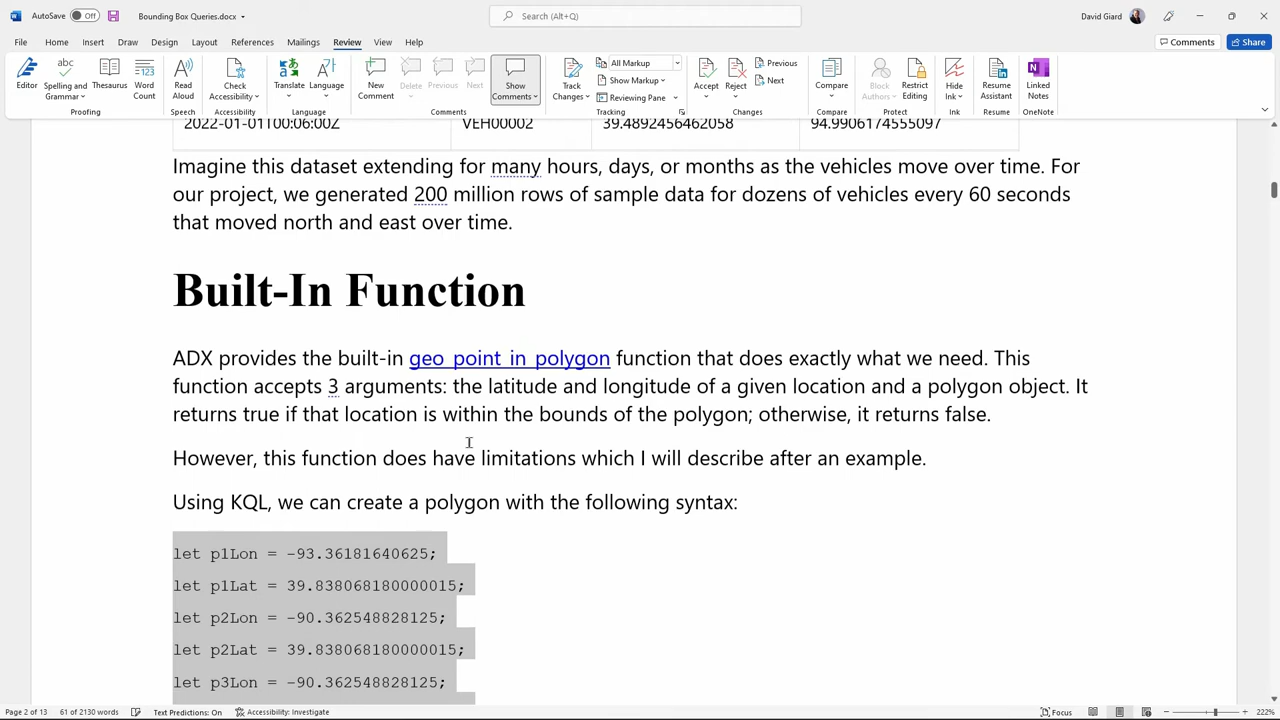 AutoSave Off Bounding Box Queries.docx Search (Alt+Q) David Giard
File Home Insert Draw Design Layout References Mailings Review View Help Comments Share
Editor Spelling and Grammar Thesaurus Word Count Read Aloud Check Accessibility Translate Language New Comment Delete Previous Next Show Comments Track Changes All Markup Show Markup Reviewing Pane Accept Reject Previous Next Compare Block Authors Restrict Editing Hide Ink Resume Assistant Linked Notes
Proofing Speech Accessibility Language Comments Tracking Changes Compare Protect Ink Resume OneNote
2022-01-01T00:06:00Z VEH00002 39.4892456462058 94.9906174555097
Imagine this dataset extending for many hours, days, or months as the vehicles move over time. For
our project, we generated 200 million rows of sample data for dozens of vehicles every 60 seconds
that moved north and east over time.
Built-In Function
ADX provides the built-in geo_point_in_polygon function that does exactly what we need. This
function accepts 3 arguments: the latitude and longitude of a given location and a polygon object. It
returns true if that location is within the bounds of the polygon; otherwise, it returns false.
However, this function does have limitations which I will describe after an example.
Using KQL, we can create a polygon with the following syntax:
let p1Lon = -93.36181640625;
let p1Lat = 39.838068180000015;
let p2Lon = -90.362548828125;
let p2Lat = 39.838068180000015;
let p3Lon = -90.362548828125;
Page 2 of 13 61 of 2130 words Text Predictions: On Accessibility: Investigate Focus 222%